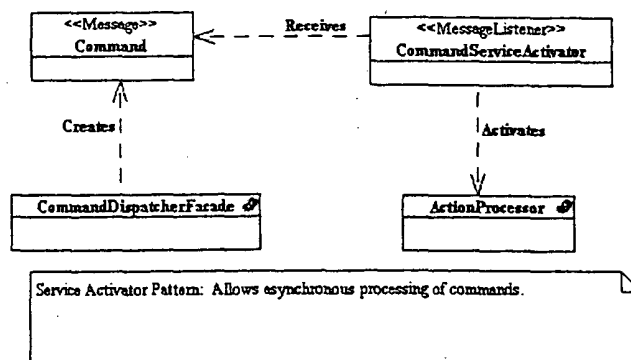 <<Message>>
Command
Receives
<<MessageListener>>
CommandServiceActivator
Creates
Activates
CommandDispatcherFacade
ActionProcessor
Service Activator Pattern: Allows asynchronous processing of commands.